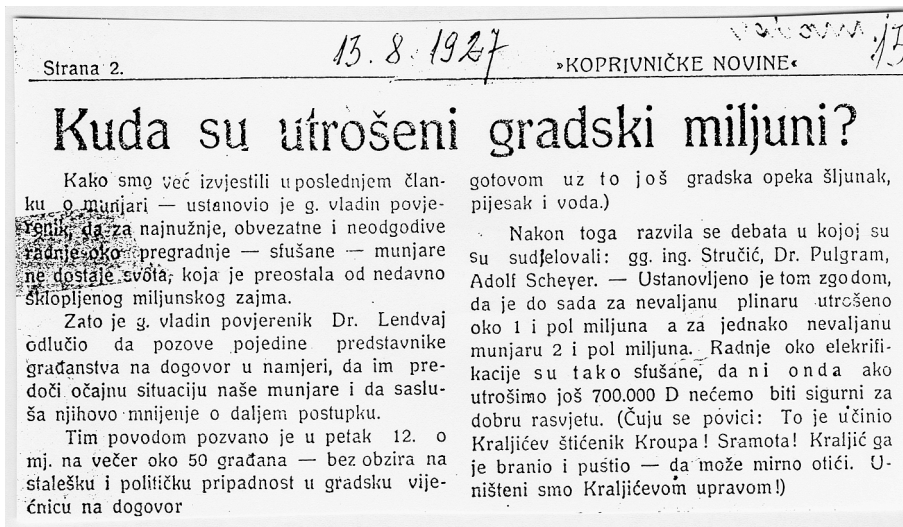 13. 8. 1927
Strana 2.
»KOPRIVNIČKE NOVINE«
Kuda su utrošeni gradski miljuni?
Kako smo već izvjestili u poslednjem član-
ku o munjari — ustanovio je g. vladin povje-
renik, da za najnužnje, obvezatne i neodgodive
radnje oko pregradnje — sfušane — munjare
ne dostaje svota, koja je preostala od nedavno
sklopljenog miljunskog zajma.
Zato je g. vladin povjerenik Dr. Lendvaj
odlučio da pozove pojedine predstavnike
građanstva na dogovor u namjeri, da im pre-
doči očajnu situaciju naše munjare i da saslu-
ša njihovo mnijenje o daljem postupku.
Tim povodom pozvano je u petak 12. o
mj. na večer oko 50 građana — bez obzira na
stalešku i političku pripadnost u gradsku vije-
ćnicu na dogovor
gotovom uz to još gradska opeka šljunak,
pijesak i voda.)
Nakon toga razvila se debata u kojoj su
su sudjelovali: gg. ing. Stručić, Dr. Pulgram,
Adolf Scheyer. — Ustanovljeno je tom zgodom,
da je do sada za nevaljanu plinaru utrošeno
oko 1 i pol miljuna a za jednako nevaljanu
munjaru 2 i pol miljuna. Radnje oko elekrifi-
kacije su tako sfušane, da ni onda ako
utrošimo još 700.000 D nećemo biti sigurni za
dobru rasvjetu. (Čuju se povici: To je učinio
Kraljićev štićenik Kroupa! Sramota! Kraljić ga
je branio i pustio — da može mirno otići. U-
ništeni smo Kraljićevom upravom!)